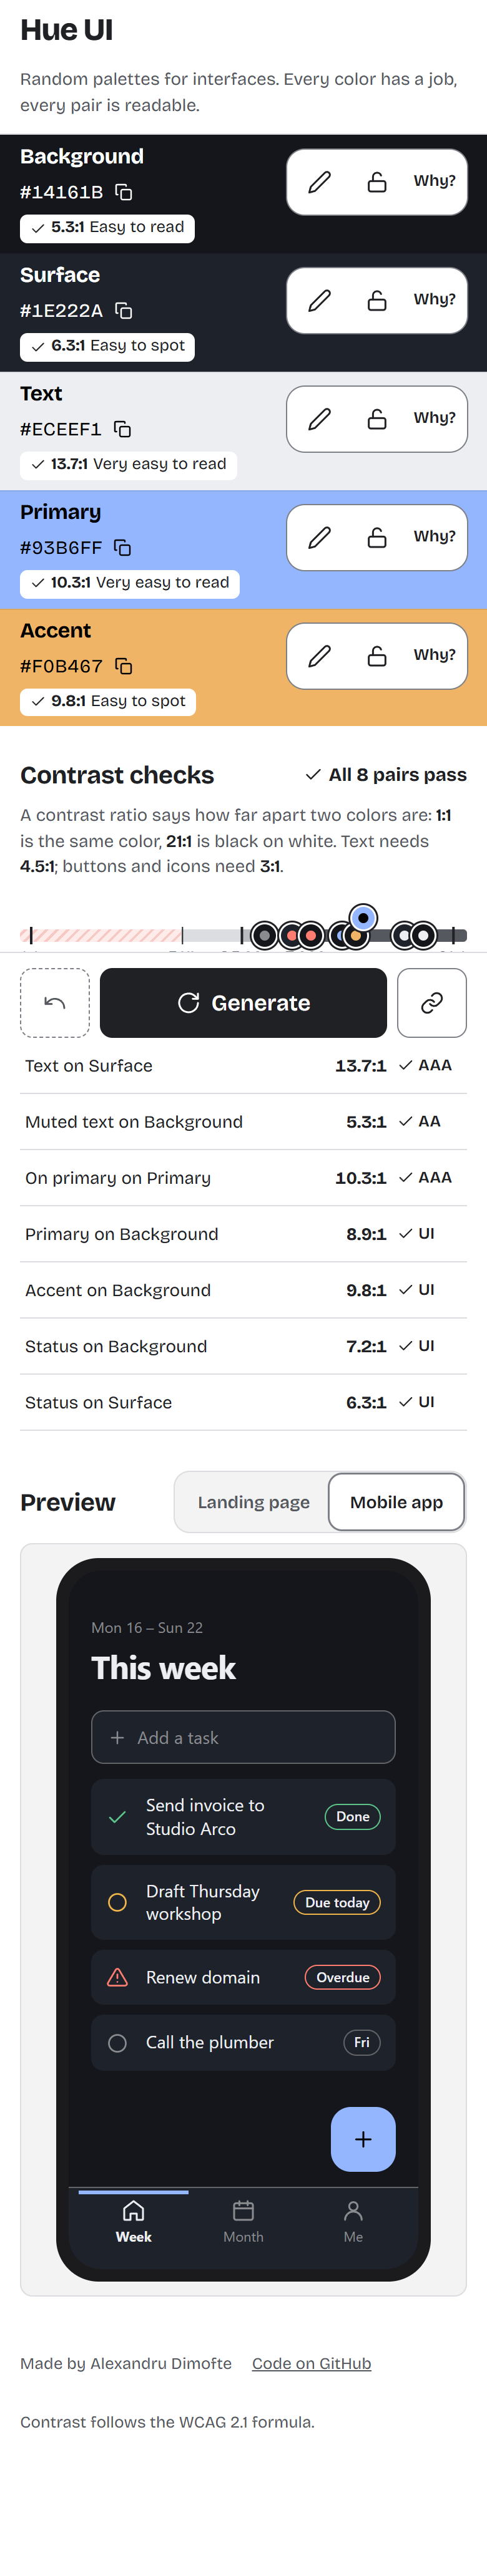 Hue UI
Random palettes for interfaces. Every color has a job,
every pair is readable.
Background
#14161B
5.3:1 Easy to read
Why?
Surface
#1E222A
6.3:1 Easy to spot
Why?
Text
#ECEEF1
13.7:1 Very easy to read
Why?
Primary
#93B6FF
10.3:1 Very easy to read
Why?
Accent
#F0B467
9.8:1 Easy to spot
Why?
Contrast checks
All 8 pairs pass
A contrast ratio says how far apart two colors are: 1:1
is the same color, 21:1 is black on white. Text needs
4.5:1; buttons and icons need 3:1.
Generate
Text on Surface 13.7:1 AAA
Muted text on Background 5.3:1 AA
On primary on Primary 10.3:1 AAA
Primary on Background 8.9:1 UI
Accent on Background 9.8:1 UI
Status on Background 7.2:1 UI
Status on Surface 6.3:1 UI
Preview
Landing page
Mobile app
Mon 16 – Sun 22
This week
Add a task
Send invoice to
Studio Arco
Done
Draft Thursday
workshop
Due today
Renew domain
Overdue
Call the plumber
Fri
Week
Month
Me
Made by Alexandru Dimofte
Code on GitHub
Contrast follows the WCAG 2.1 formula.